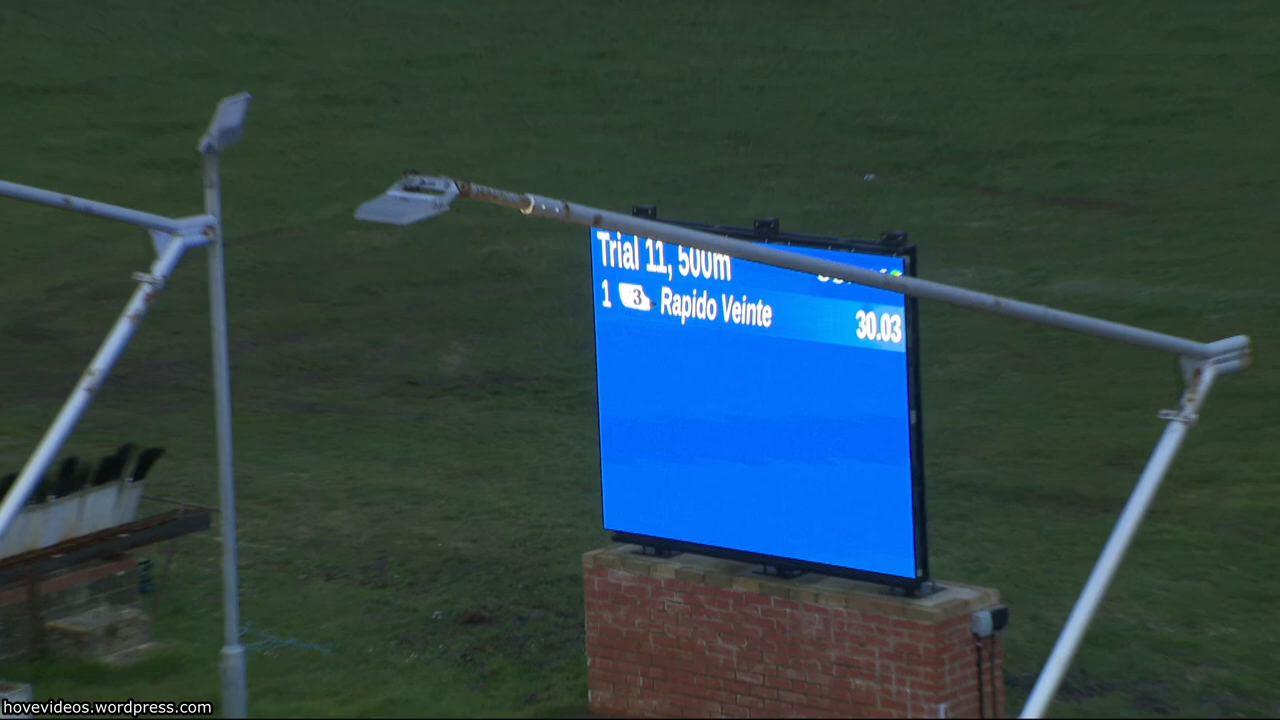 Trial 11, 500m
1 3 Rapido Veinte 30.03
hovevideos.wordpress.com